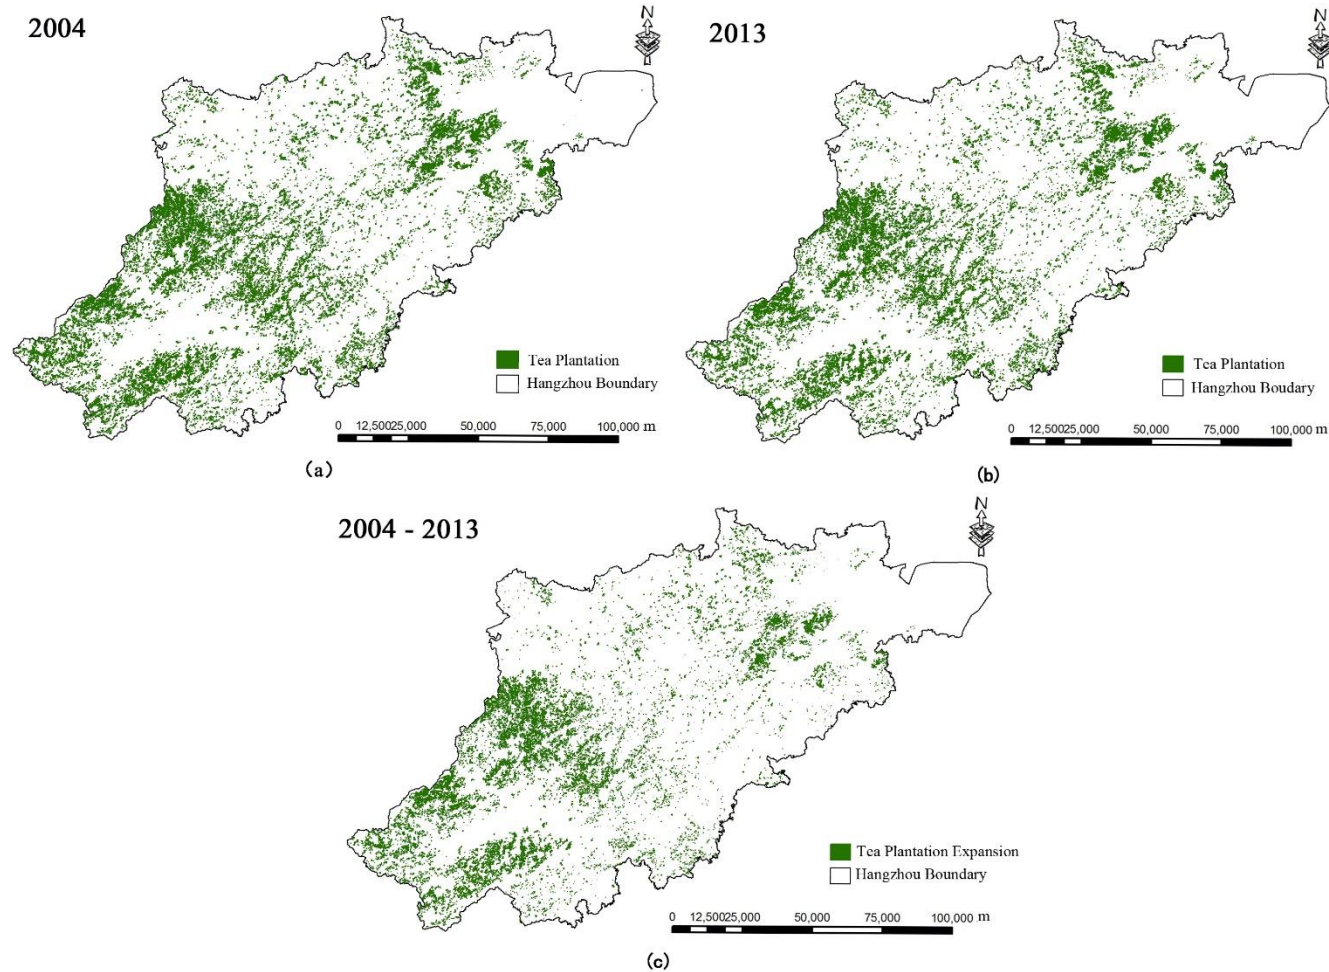 2004
N
Tea Plantation
Hangzhou Boundary
0 12,50025,000 50,000 75,000 100,000 m
(a)
2013
N
Tea Plantation
Hangzhou Boudary
0 12,50025,000 50,000 75,000 100,000 m
(b)
2004 - 2013
N
Tea Plantation Expansion
Hangzhou Boundary
0 12,50025,000 50,000 75,000 100,000 m
(c)